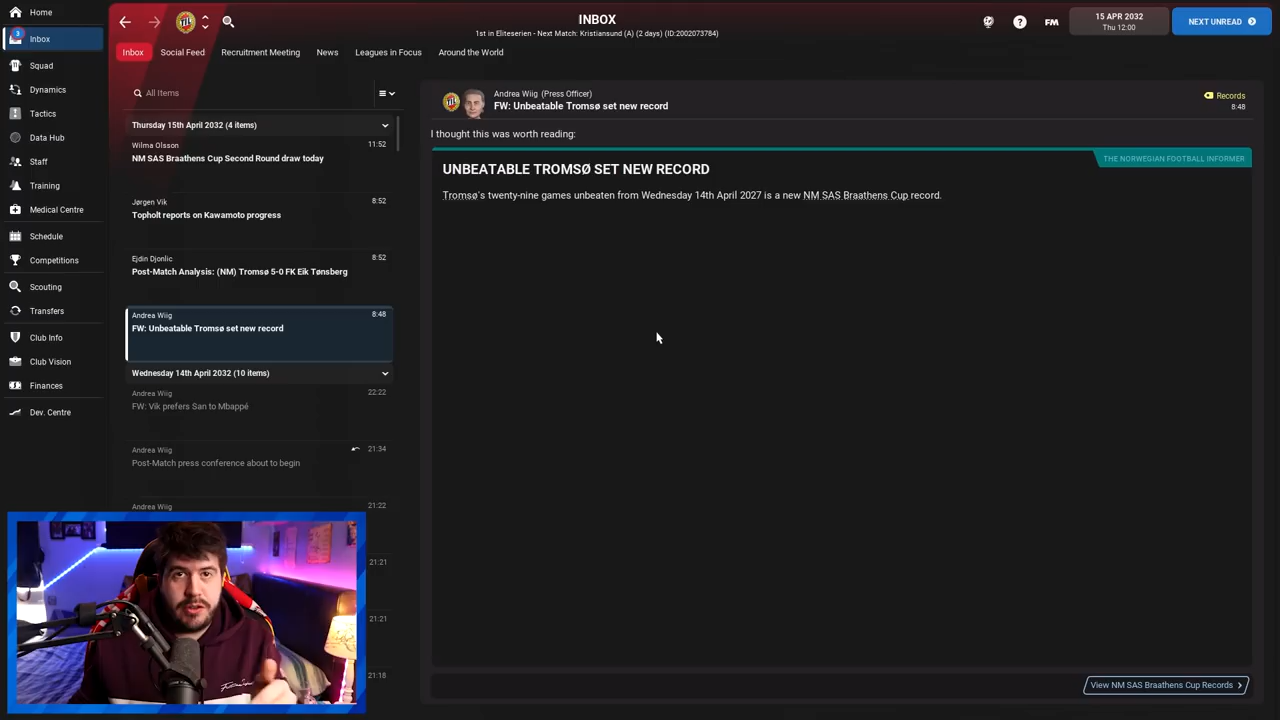 Home
3
Inbox
Squad
Dynamics
Tactics
Data Hub
Staff
Training
Medical Centre
Schedule
Competitions
Scouting
Transfers
Club Info
Club Vision
Finances
Dev. Centre
TIL
INBOX
1st in Eliteserien - Next Match: Kristiansund (A) (2 days) (ID:2002073784)
?
FM
15 APR 2032
Thu 12:00
NEXT UNREAD
Inbox
Social Feed
Recruitment Meeting
News
Leagues in Focus
Around the World
All Items
Thursday 15th April 2032 (4 items)
Wilma Olsson
11:52
NM SAS Braathens Cup Second Round draw today
Jørgen Vik
8:52
Topholt reports on Kawamoto progress
Ejdin Djonlic
8:52
Post-Match Analysis: (NM) Tromsø 5-0 FK Eik Tønsberg
Andrea Wiig
8:48
FW: Unbeatable Tromsø set new record
Wednesday 14th April 2032 (10 items)
Andrea Wiig
22:22
FW: Vik prefers San to Mbappé
Andrea Wiig
21:34
Post-Match press conference about to begin
Andrea Wiig
21:22
21:21
21:21
21:18
TIL
Andrea Wiig (Press Officer)
FW: Unbeatable Tromsø set new record
Records
8:48
I thought this was worth reading:
THE NORWEGIAN FOOTBALL INFORMER
UNBEATABLE TROMSØ SET NEW RECORD
Tromsø's twenty-nine games unbeaten from Wednesday 14th April 2027 is a new NM SAS Braathens Cup record.
View NM SAS Braathens Cup Records